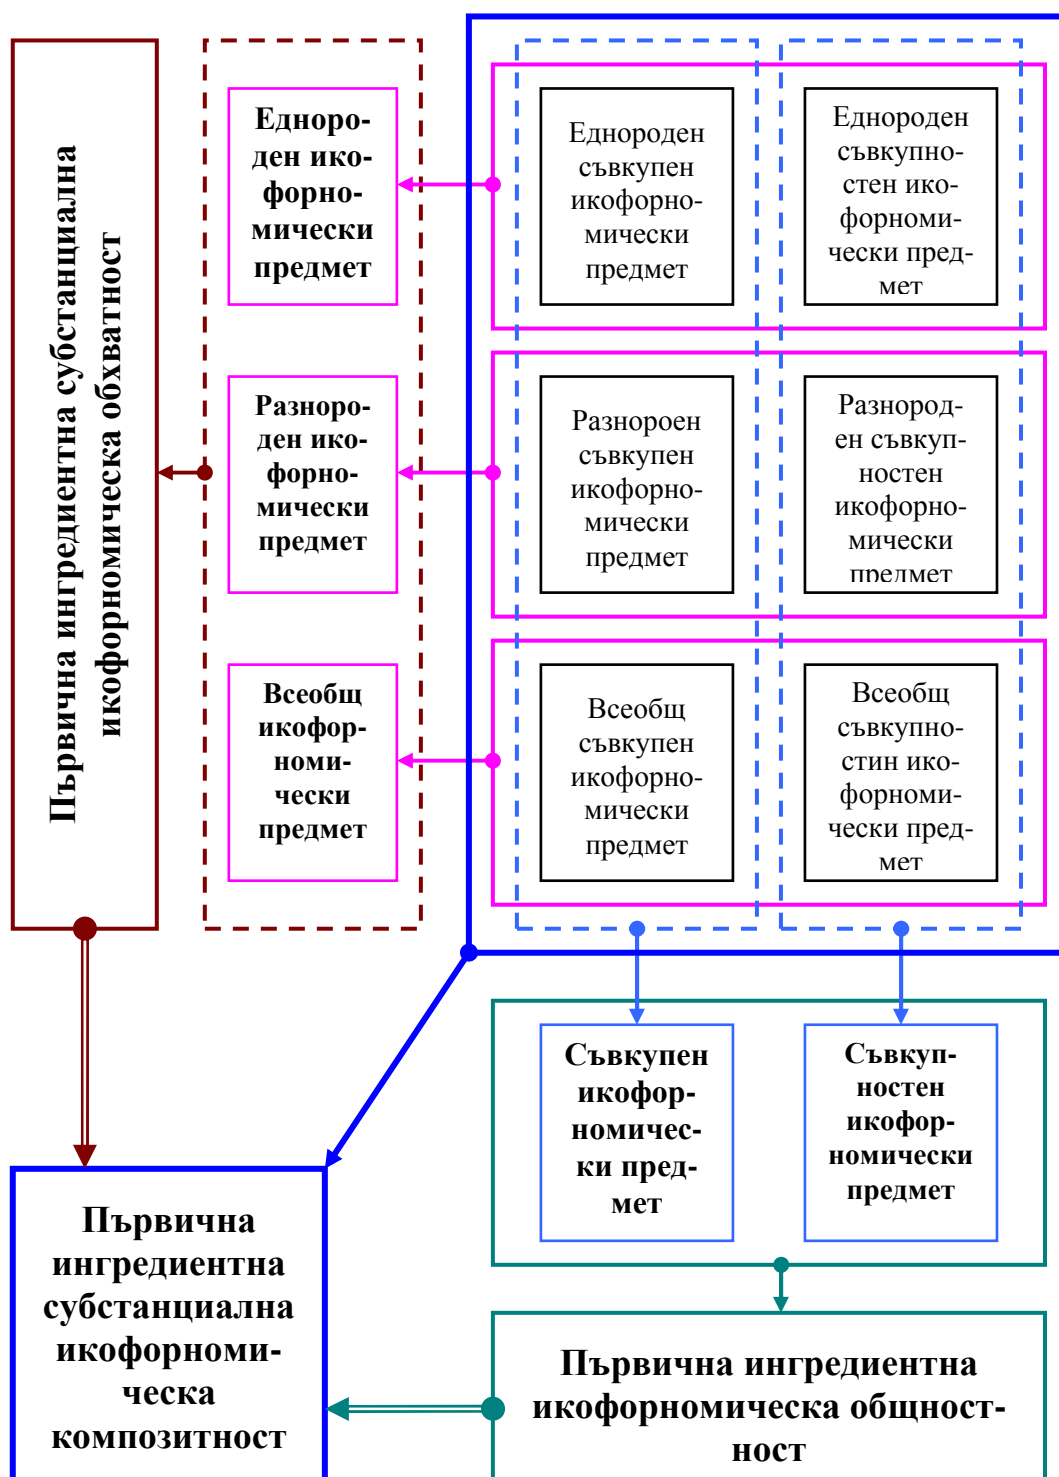 Първична ингредиентна субстанциална
икофорномическа обхватност
Едноро-
ден ико-
форно-
мически
предмет
Еднороден
съвкупен
икофорно-
мически
предмет
Еднороден
съвкупно-
стен ико-
форноми-
чески пред-
мет
Разноро-
ден ико-
форно-
мически
предмет
Разнороен
съвкупен
икофорно-
мически
предмет
Разнород-
ен съвкуп-
ностен
икофорно-
мически
предмет
Всеобщ
икофор-
номи-
чески
предмет
Всеобщ
съвкупен
икофорно-
мически
предмет
Всеобщ
съвкупно-
стин ико-
форноми-
чески пред-
мет
Съвкупен
икофор-
номичес-
ки пред-
мет
Съвкуп-
ностен
икофор-
номически
предмет
Първична
ингредиентна
субстанциална
икофорноми-
ческа
композитност
Първична ингредиентна
икофорномическа общност-
ност